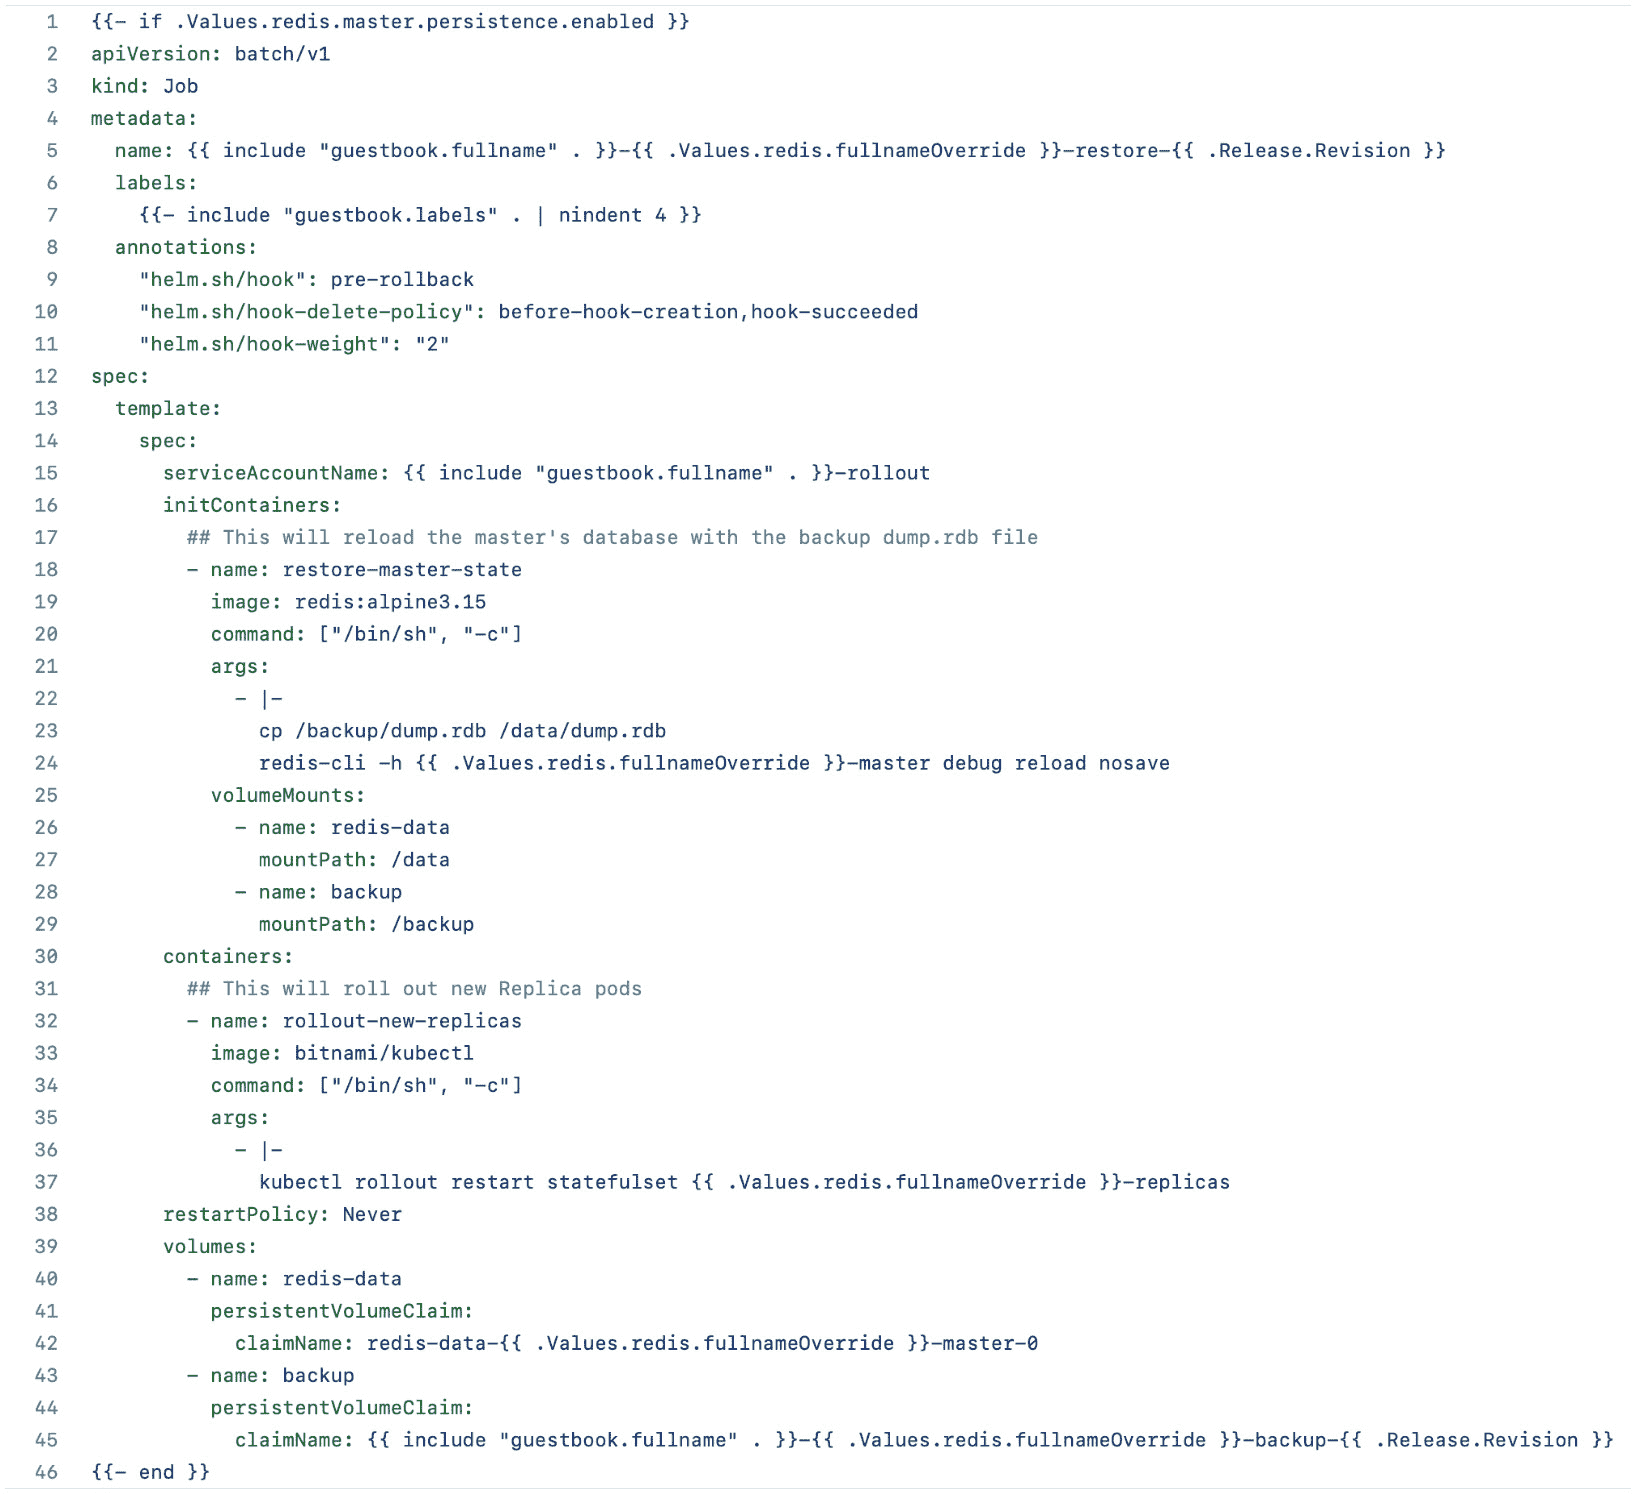 1 {{- if .Values.redis.master.persistence.enabled }}
2 apiVersion: batch/v1
3 kind: Job
4 metadata:
5   name: {{ include "guestbook.fullname" . }}-{{ .Values.redis.fullnameOverride }}-restore-{{ .Release.Revision }}
6   labels:
7     {{- include "guestbook.labels" . | nindent 4 }}
8   annotations:
9     "helm.sh/hook": pre-rollback
10     "helm.sh/hook-delete-policy": before-hook-creation,hook-succeeded
11     "helm.sh/hook-weight": "2"
12 spec:
13   template:
14     spec:
15       serviceAccountName: {{ include "guestbook.fullname" . }}-rollout
16       initContainers:
17         ## This will reload the master's database with the backup dump.rdb file
18         - name: restore-master-state
19           image: redis:alpine3.15
20           command: ["/bin/sh", "-c"]
21           args:
22             - |-
23               cp /backup/dump.rdb /data/dump.rdb
24               redis-cli -h {{ .Values.redis.fullnameOverride }}-master debug reload nosave
25           volumeMounts:
26             - name: redis-data
27               mountPath: /data
28             - name: backup
29               mountPath: /backup
30       containers:
31         ## This will roll out new Replica pods
32         - name: rollout-new-replicas
33           image: bitnami/kubectl
34           command: ["/bin/sh", "-c"]
35           args:
36             - |-
37               kubectl rollout restart statefulset {{ .Values.redis.fullnameOverride }}-replicas
38       restartPolicy: Never
39       volumes:
40         - name: redis-data
41           persistentVolumeClaim:
42             claimName: redis-data-{{ .Values.redis.fullnameOverride }}-master-0
43         - name: backup
44           persistentVolumeClaim:
45             claimName: {{ include "guestbook.fullname" . }}-{{ .Values.redis.fullnameOverride }}-backup-{{ .Release.Revision }}
46 {{- end }}